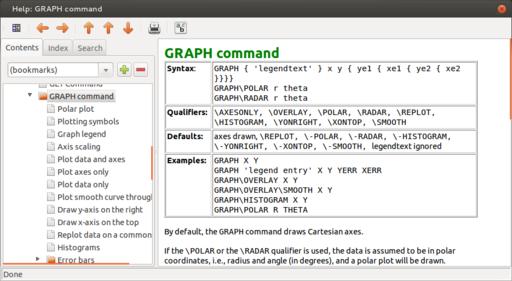 Help: GRAPH command
Contents Index Search
(bookmarks)
GRAPH command
Polar plot
Plotting symbols
Graph legend
Axis scaling
Plot data and axes
Plot axes only
Plot data only
Plot smooth curve through
Draw y-axis on the right
Draw x-axis on the top
Replot data on a common
Histograms
Error bars
GRAPH command
Syntax: GRAPH { 'legendtext' } x y { ye1 { xe1 { ye2 { xe2
}}}}
GRAPH\POLAR r theta
GRAPH\RADAR r theta
Qualifiers: \AXESONLY, \OVERLAY, \POLAR, \RADAR, \REPLOT,
\HISTOGRAM, \YONRIGHT, \XONTOP, \SMOOTH
Defaults: axes drawn, \REPLOT, \-POLAR, \-RADAR, \-HISTOGRAM,
\-YONRIGHT, \-XONTOP, \-SMOOTH, legendtext ignored
Examples: GRAPH X Y
GRAPH 'legend entry' X Y YERR XERR
GRAPH\OVERLAY X Y
GRAPH\OVERLAY\SMOOTH X Y
GRAPH\HISTOGRAM X Y
GRAPH\POLAR R THETA
By default, the GRAPH command draws Cartesian axes.
If the \POLAR or the \RADAR qualifier is used, the data is assumed to be in polar
coordinates, i.e., radius and angle (in degrees), and a polar plot will be drawn.
Done